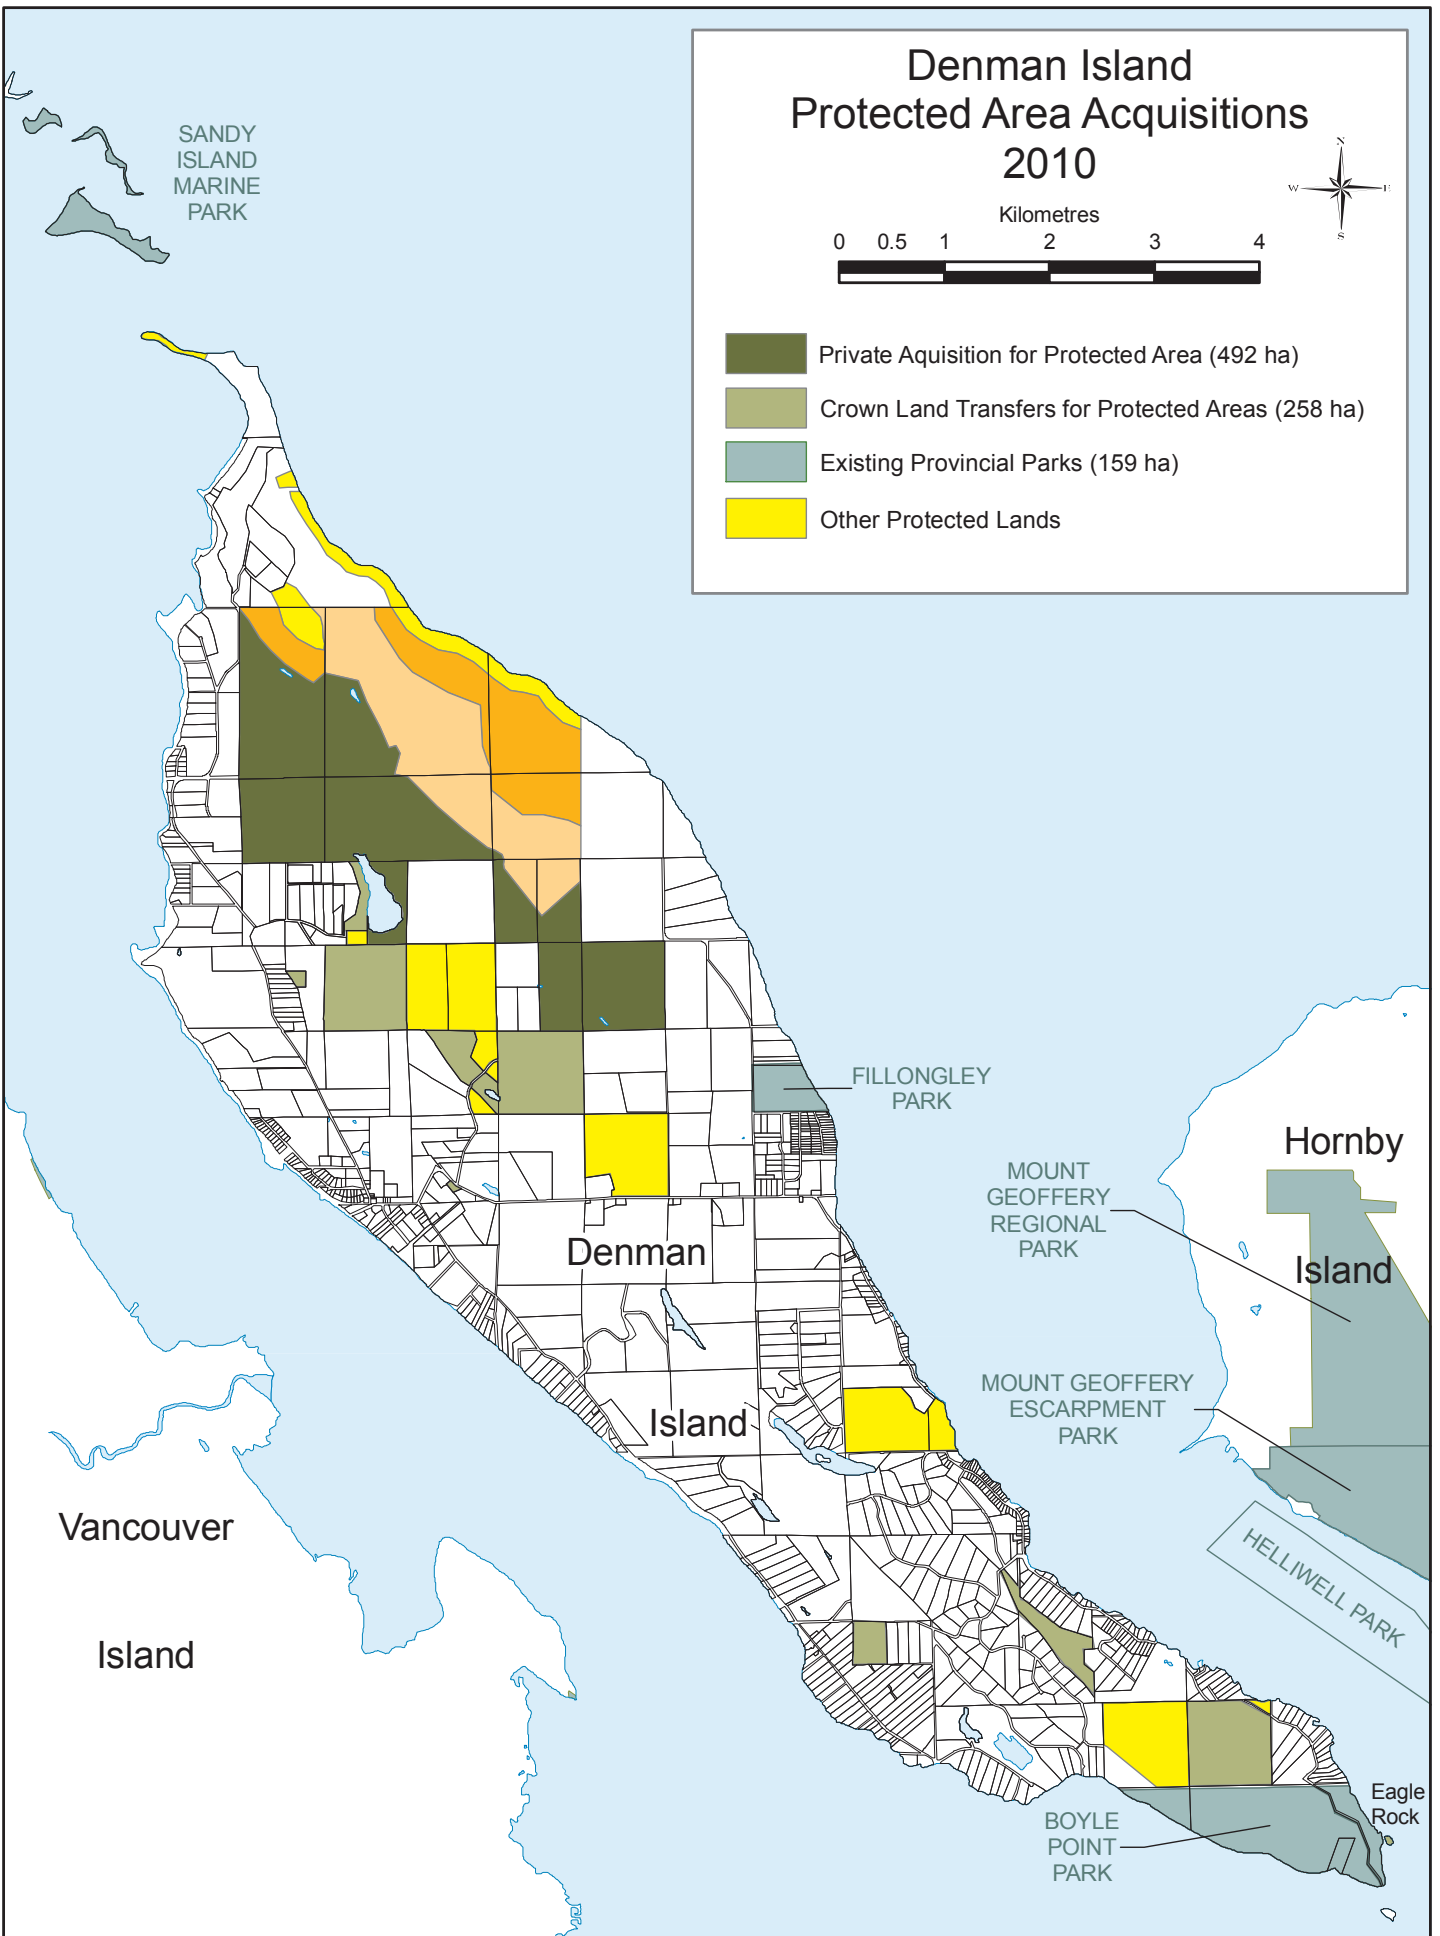 Denman Island
Protected Area Acquisitions
2010
N
W
E
S
Kilometres
0 0.5 1 2 3 4
Private Aquisition for Protected Area (492 ha)
Crown Land Transfers for Protected Areas (258 ha)
Existing Provincial Parks (159 ha)
Other Protected Lands
SANDY
ISLAND
MARINE
PARK
FILLONGLEY
PARK
Hornby
Island
MOUNT
GEOFFERY
REGIONAL
PARK
Denman
Island
MOUNT GEOFFERY
ESCARPMENT
PARK
HELLIWELL PARK
Vancouver
Island
Eagle
Rock
BOYLE
POINT
PARK